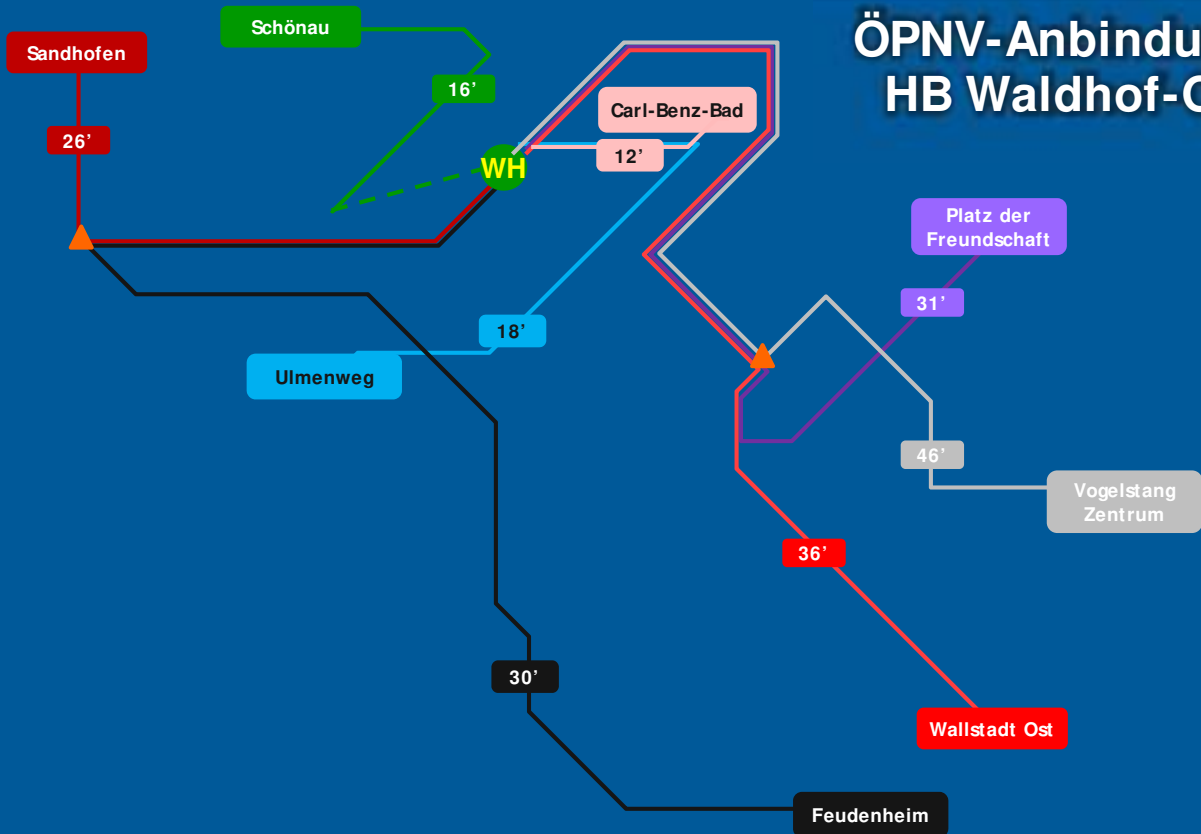 ÖPNV-Anbindu
HB Waldhof-
Schönau
Sandhofen
16’
Carl-Benz-Bad
26’
12’
WH
Platz der
Freundschaft
31’
18’
Ulmenweg
46’
Vogelstang
Zentrum
36’
30’
Wallstadt Ost
Feudenheim